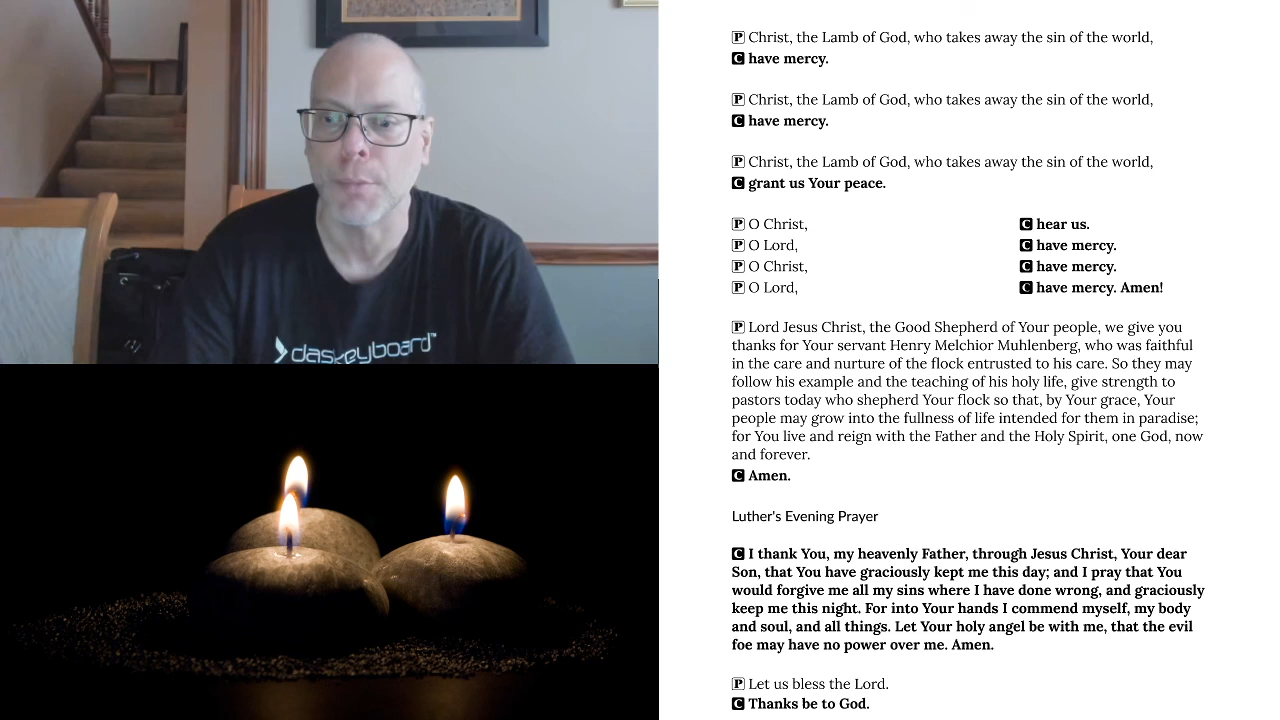 daskeyboard™
P Christ, the Lamb of God, who takes away the sin of the world,
C have mercy.
P Christ, the Lamb of God, who takes away the sin of the world,
C have mercy.
P Christ, the Lamb of God, who takes away the sin of the world,
C grant us Your peace.
P O Christ, C hear us.
P O Lord, C have mercy.
P O Christ, C have mercy.
P O Lord, C have mercy. Amen!
P Lord Jesus Christ, the Good Shepherd of Your people, we give you
thanks for Your servant Henry Melchior Muhlenberg, who was faithful
in the care and nurture of the flock entrusted to his care. So they may
follow his example and the teaching of his holy life, give strength to
pastors today who shepherd Your flock so that, by Your grace, Your
people may grow into the fullness of life intended for them in paradise;
for You live and reign with the Father and the Holy Spirit, one God, now
and forever.
C Amen.
Luther's Evening Prayer
C I thank You, my heavenly Father, through Jesus Christ, Your dear
Son, that You have graciously kept me this day; and I pray that You
would forgive me all my sins where I have done wrong, and graciously
keep me this night. For into Your hands I commend myself, my body
and soul, and all things. Let Your holy angel be with me, that the evil
foe may have no power over me. Amen.
P Let us bless the Lord.
C Thanks be to God.